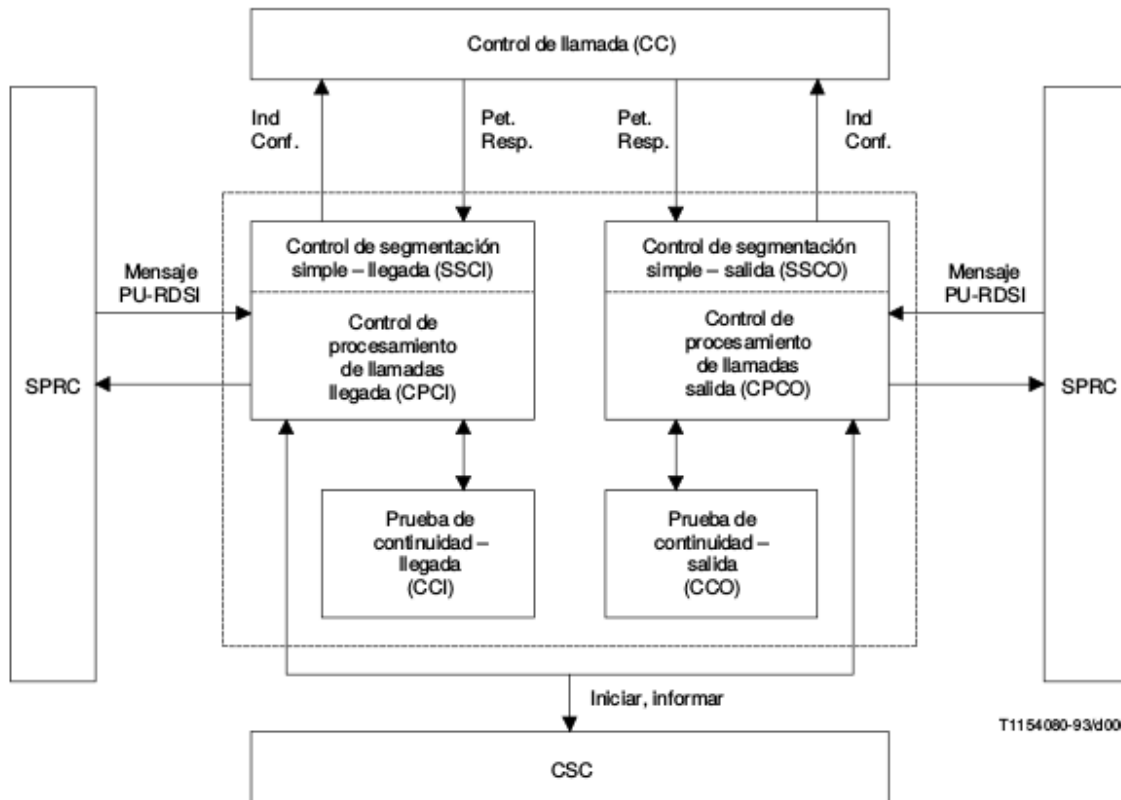 Control de llamada (CC)
Ind
Conf.
Pet.
Resp.
Pet.
Resp.
Ind
Conf.
Control de segmentación
simple – llegada (SSCI)
Control de segmentación
simple – salida (SSCO)
Mensaje
PU-RDSI
Mensaje
PU-RDSI
Control de
procesamiento
de llamadas
llegada (CPCI)
Control de
procesamiento
de llamadas
salida (CPCO)
SPRC
SPRC
Prueba de
continuidad –
llegada
(CCI)
Prueba de
continuidad –
salida
(CCO)
Iniciar, informar
CSC